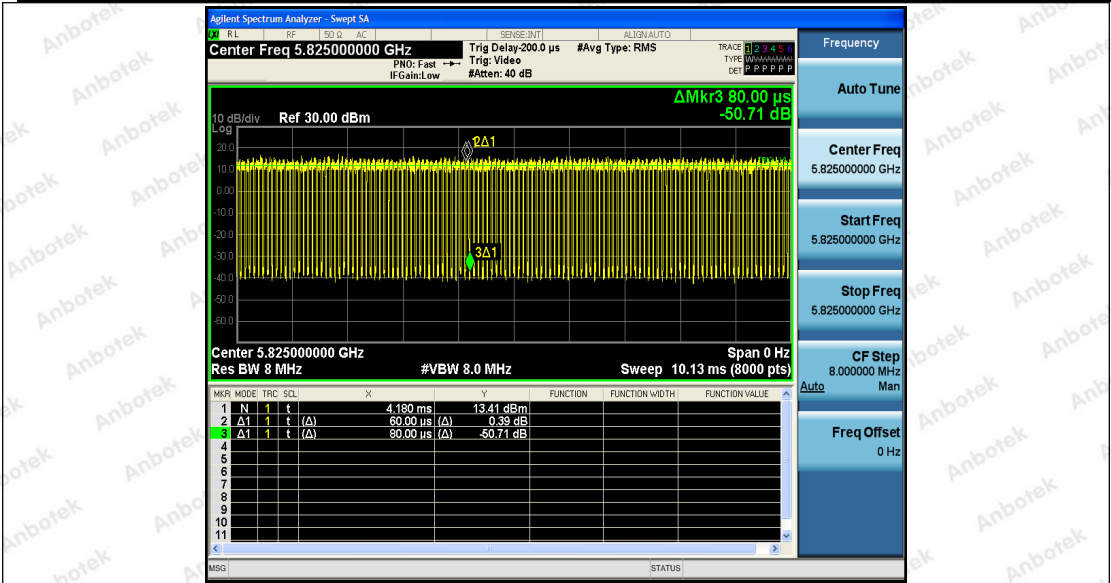 Agilent Spectrum Analyzer - Swept SA
RL RF 50 Ω AC SENSE:INT ALIGNAUTO
Center Freq 5.825000000 GHz
PNO: Fast
IFGain:Low
Trig Delay-200.0 µs
Trig: Video
#Atten: 40 dB
#Avg Type: RMS
TRACE 1 2 3 4 5 6
TYPE
DET P P P P P P
ΔMkr3 80.00 µs
-50.71 dB
10 dB/div Ref 30.00 dBm
Log
20.0
10.0
0.00
-10.0
-20.0
-30.0
-40.0
-50.0
-60.0
2Δ1
3Δ1
Center 5.825000000 GHz Span 0 Hz
Res BW 8 MHz #VBW 8.0 MHz Sweep 10.13 ms (8000 pts)
MKR MODE TRC SCL X Y FUNCTION FUNCTION WIDTH FUNCTION VALUE
1 N 1 t 4.180 ms 13.41 dBm
2 Δ1 1 t (Δ) 60.00 µs (Δ) 0.39 dB
3 Δ1 1 t (Δ) 80.00 µs (Δ) -50.71 dB
4
5
6
7
8
9
10
11
MSG STATUS
Frequency
Auto Tune
Center Freq
5.825000000 GHz
Start Freq
5.825000000 GHz
Stop Freq
5.825000000 GHz
CF Step
8.000000 MHz
Auto Man
Freq Offset
0 Hz
Anbotek